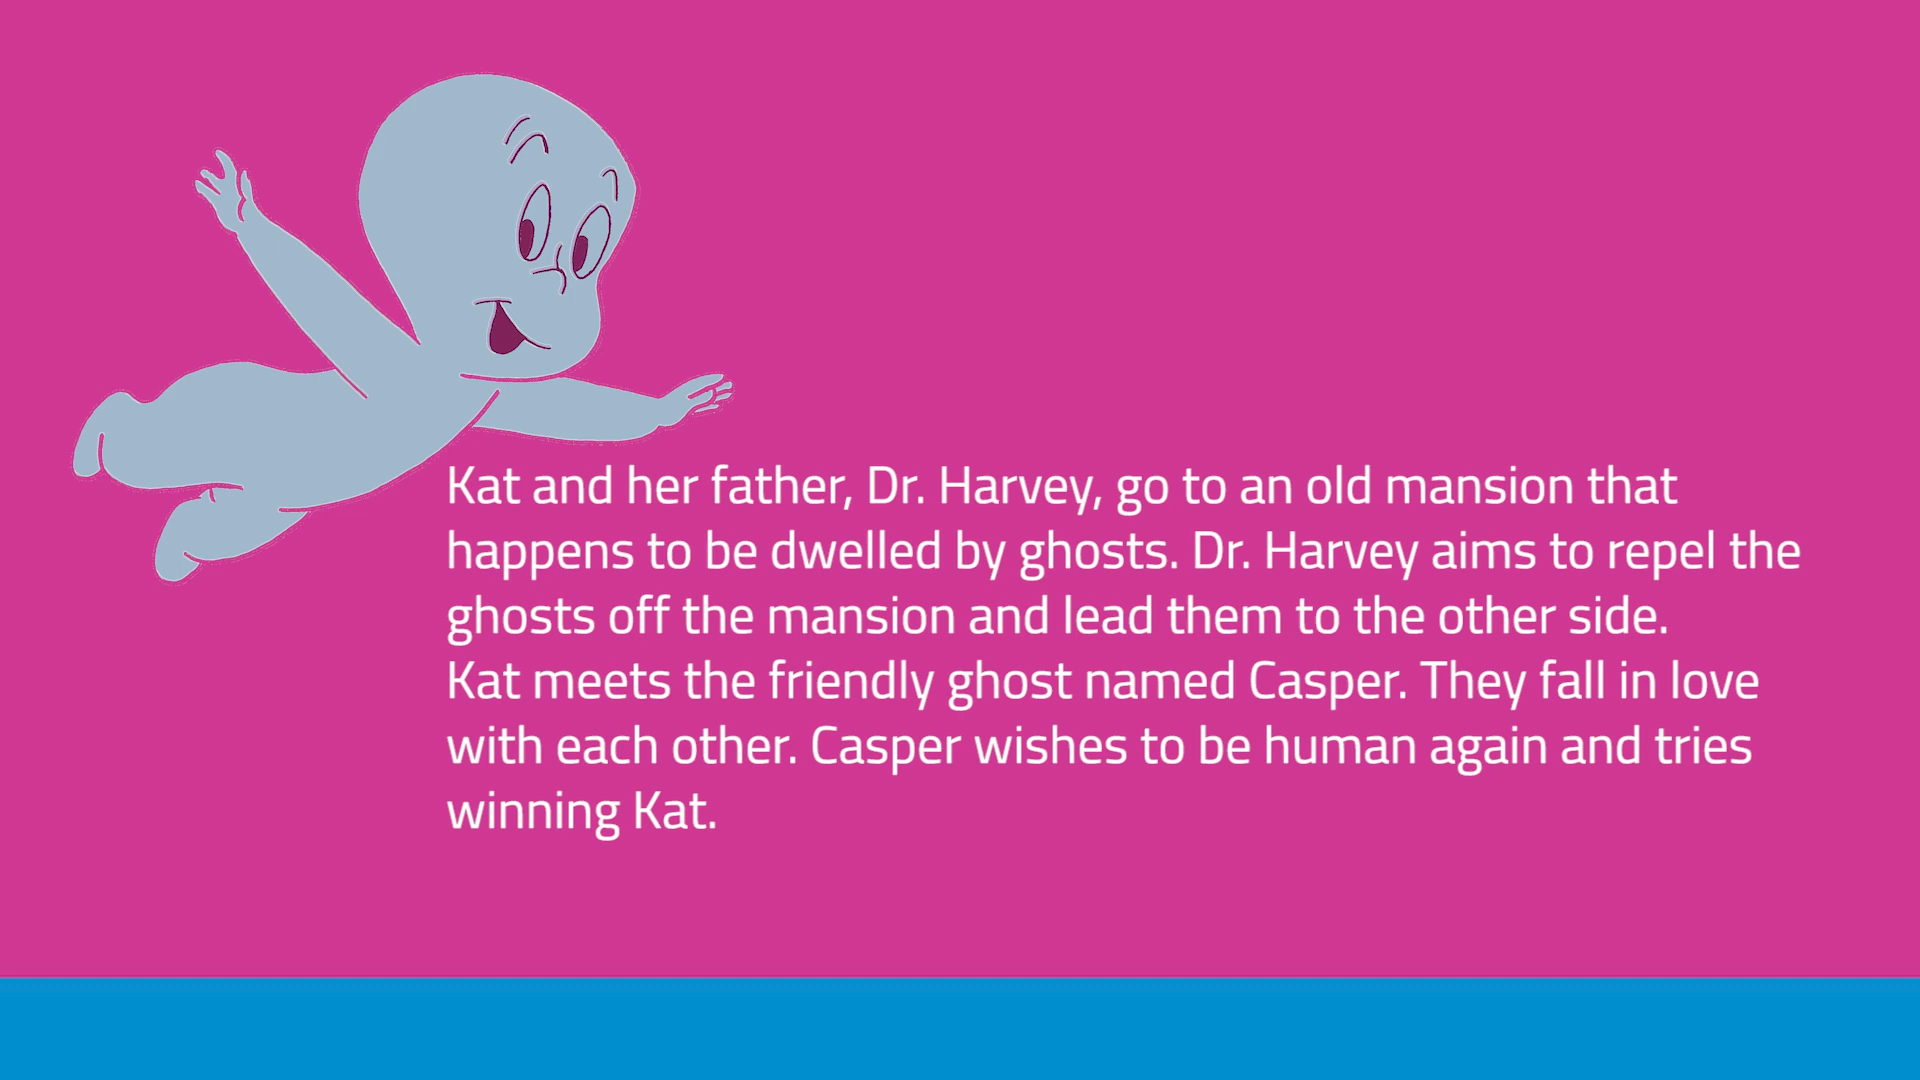 Kat and her father, Dr. Harvey, go to an old mansion that
happens to be dwelled by ghosts. Dr. Harvey aims to repel the
ghosts off the mansion and lead them to the other side.
Kat meets the friendly ghost named Casper. They fall in love
with each other. Casper wishes to be human again and tries
winning Kat.